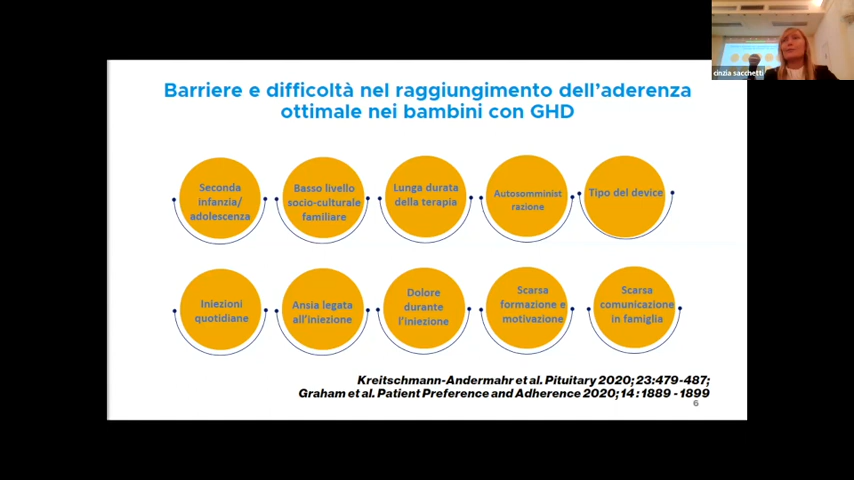 cinzia sacchetti
Barriere e difficoltà nel raggiungimento dell'aderenza
ottimale nei bambini con GHD
Seconda
infanzia/
adolescenza
Basso livello
socio-culturale
familiare
Lunga durata
della terapia
Autosomminist
razione
Tipo del device
Iniezioni
quotidiane
Ansia legata
all'iniezione
Dolore
durante
l'iniezione
Scarsa
formazione e
motivazione
Scarsa
comunicazione
in famiglia
Kreitschmann-Andermahr et al. Pituitary 2020; 23:479-487;
Graham et al. Patient Preference and Adherence 2020; 14 : 1889 - 1899
6